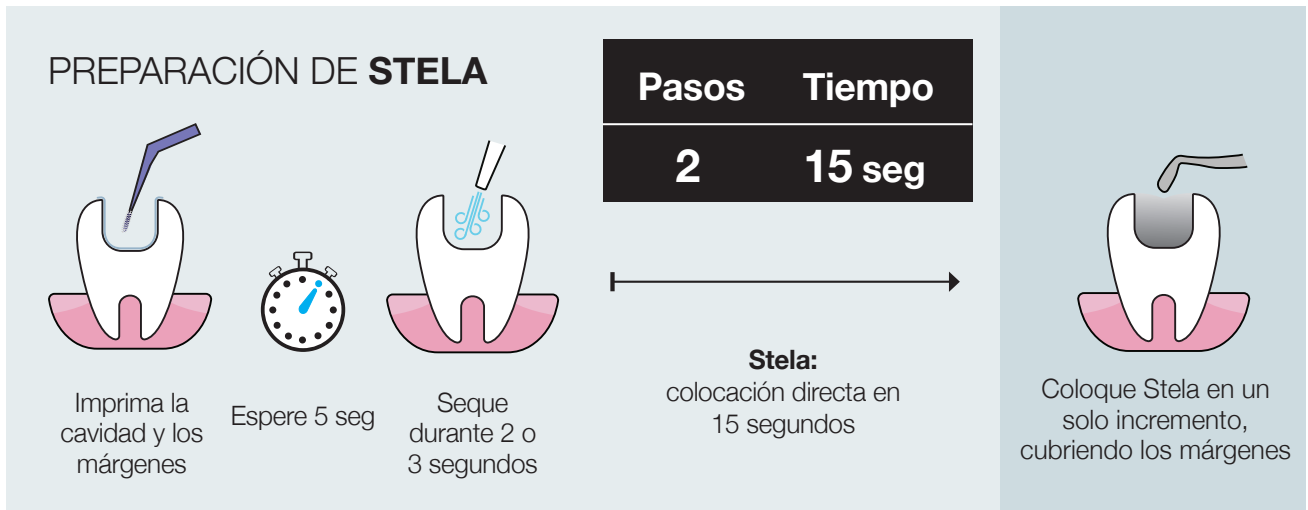 PREPARACIÓN DE STELA
Imprima la
cavidad y los
márgenes
Espere 5 seg
Seque
durante 2 o
3 segundos
Pasos Tiempo
2 15 seg
Stela:
colocación directa en
15 segundos
Coloque Stela en un
solo incremento,
cubriendo los márgenes